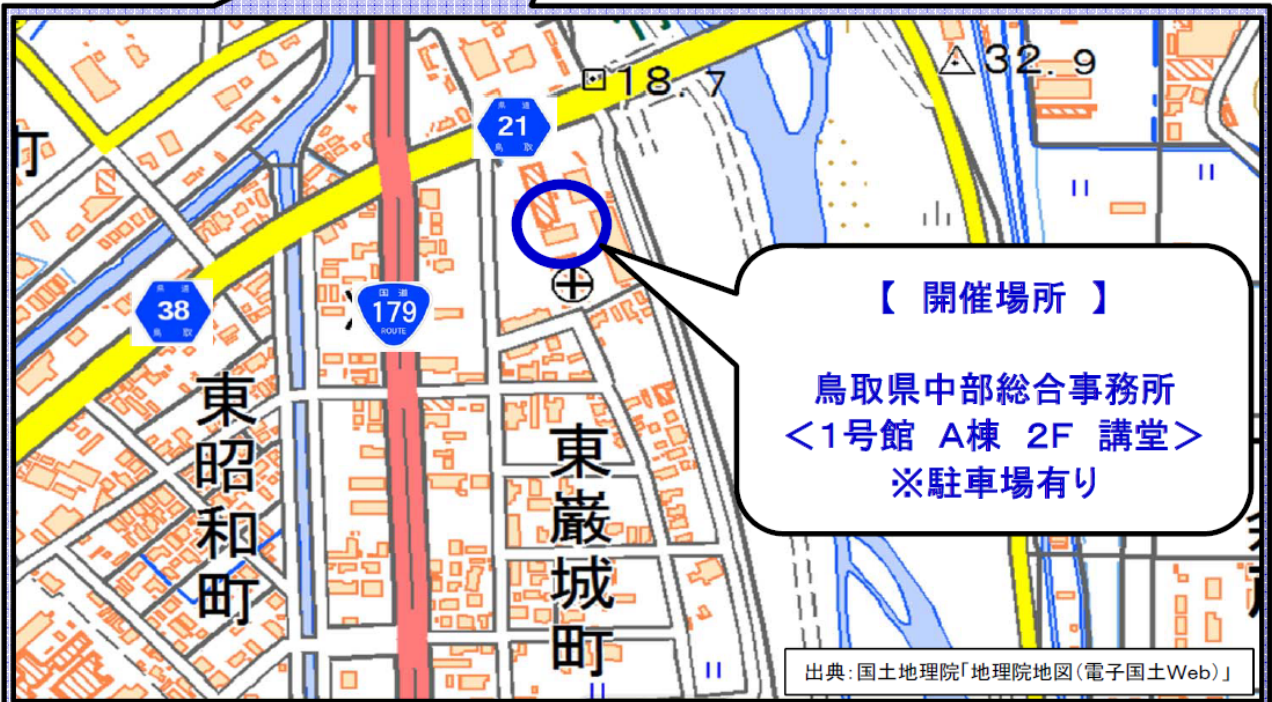 町
18.7
32.9
県道
21
鳥取
県道
38
鳥取
国道
179
ROUTE
【 開催場所 】
鳥取県中部総合事務所
＜1号館 A棟 2F 講堂＞
※駐車場有り
東昭和町
東巌城町
出典:国土地理院「地理院地図(電子国土Web)」